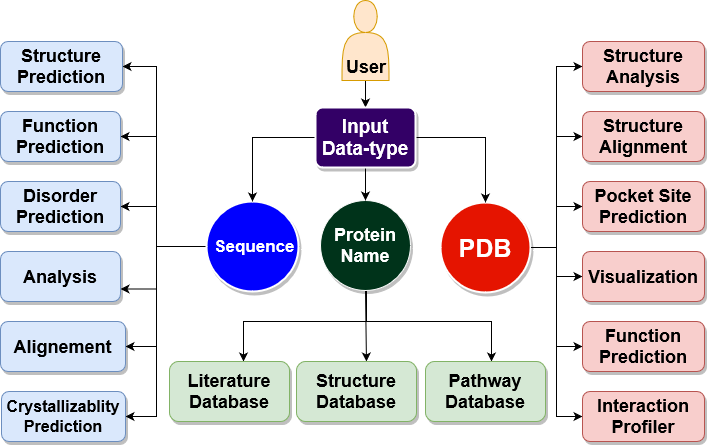 User
Input
Data-type
Sequence
Protein
Name
PDB
Structure
Prediction
Function
Prediction
Disorder
Prediction
Analysis
Alignement
Crystallizablity
Prediction
Literature
Database
Structure
Database
Pathway
Database
Structure
Analysis
Structure
Alignment
Pocket Site
Prediction
Visualization
Function
Prediction
Interaction
Profiler